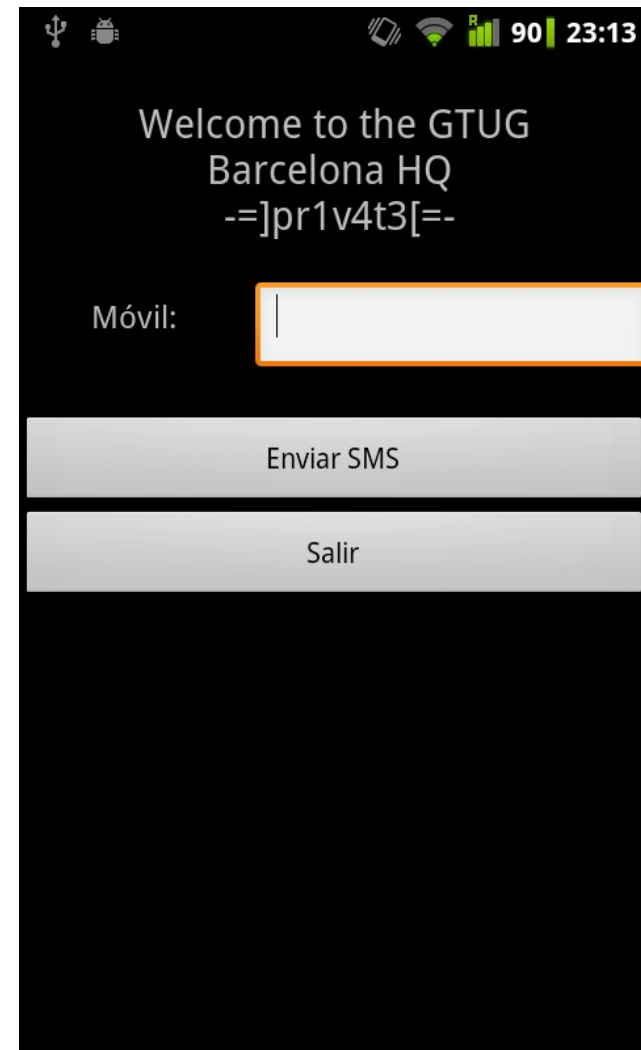 R 90 23:13
Welcome to the GTUG
Barcelona HQ
-=]pr1v4t3[=-
Móvil:
Enviar SMS
Salir